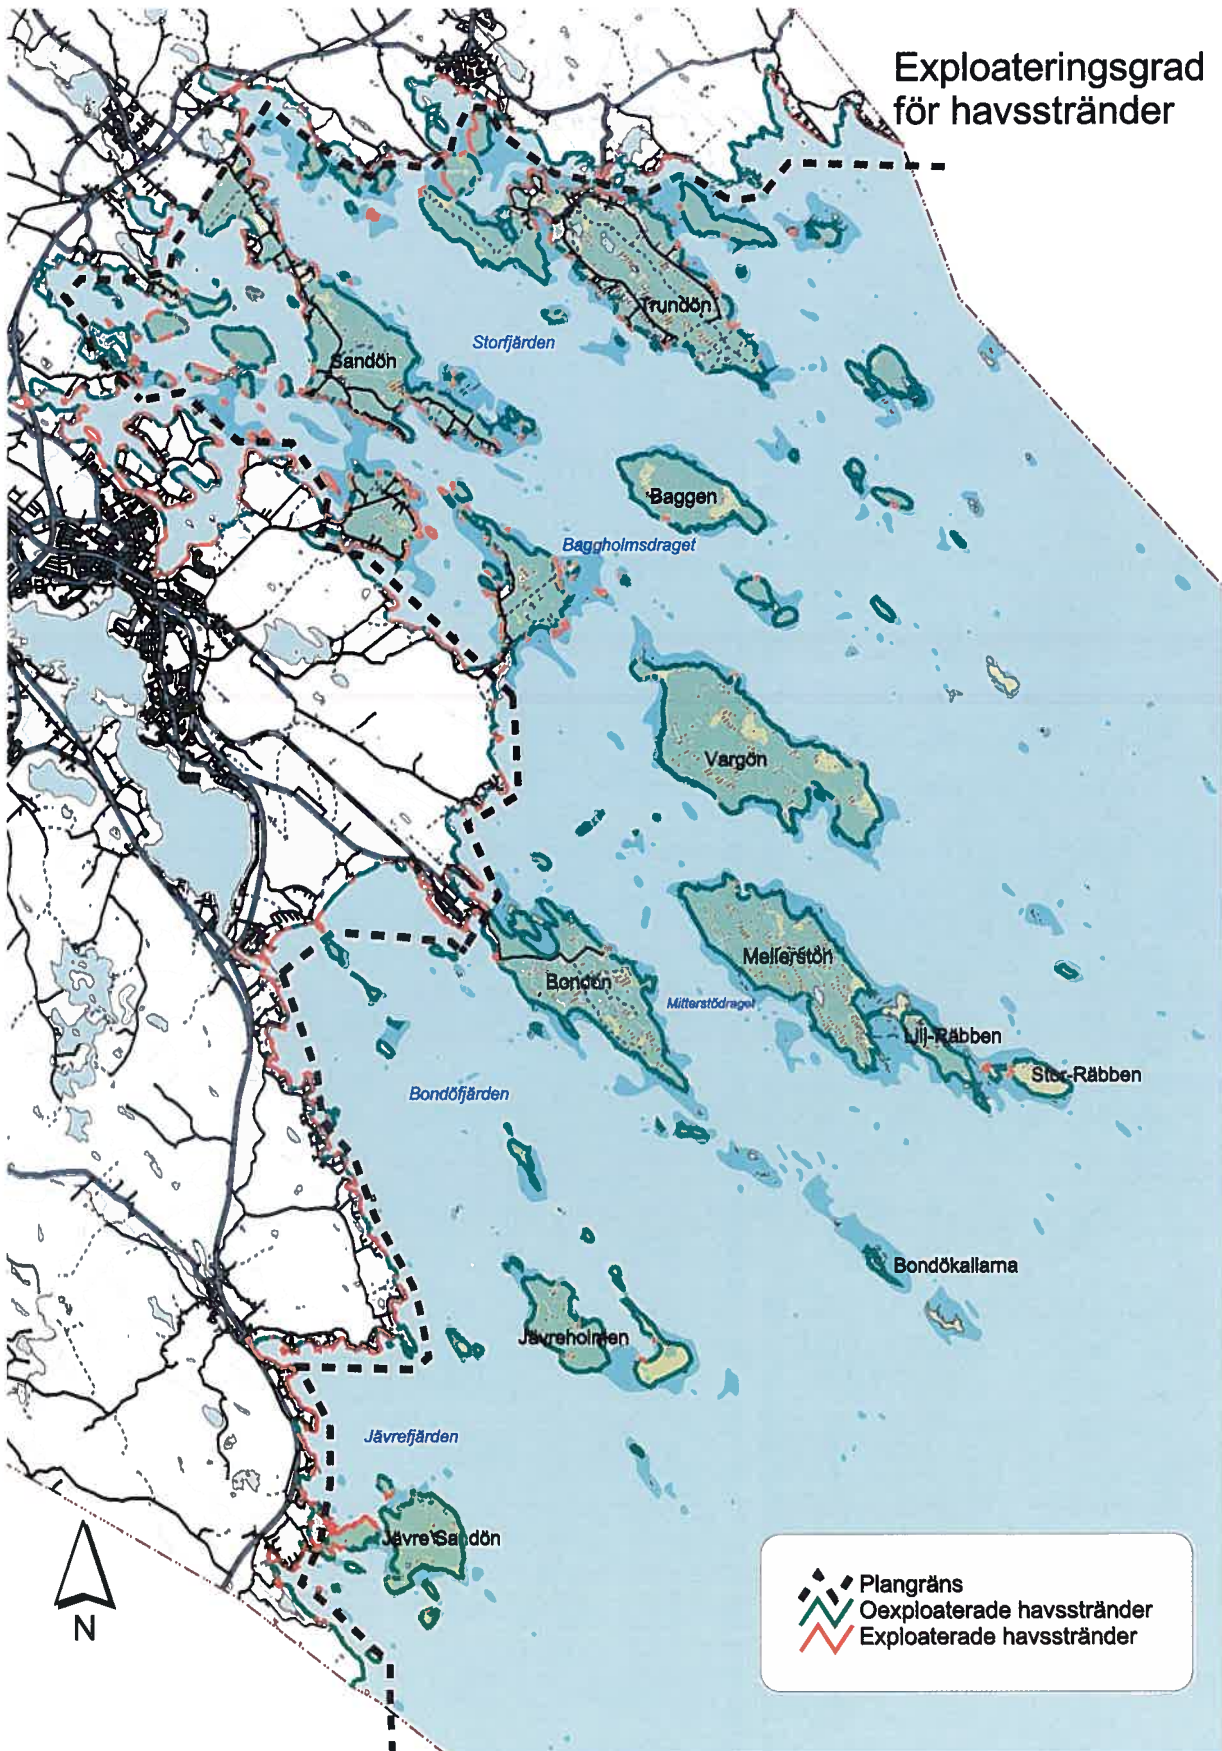 Exploateringsgrad
för havsstränder
Trundön
Storfjärden
Sandön
Baggen
Baggholmsdraget
Vargön
Mellerstön
Bondön
Mitterstödraget
Lilj-Räbben
Stor-Räbben
Bondöfjärden
Bondökallarna
Jävreholmen
Jävrefjärden
Jävre Sandön
N
Plangräns
Oexploaterade havsstränder
Exploaterade havsstränder